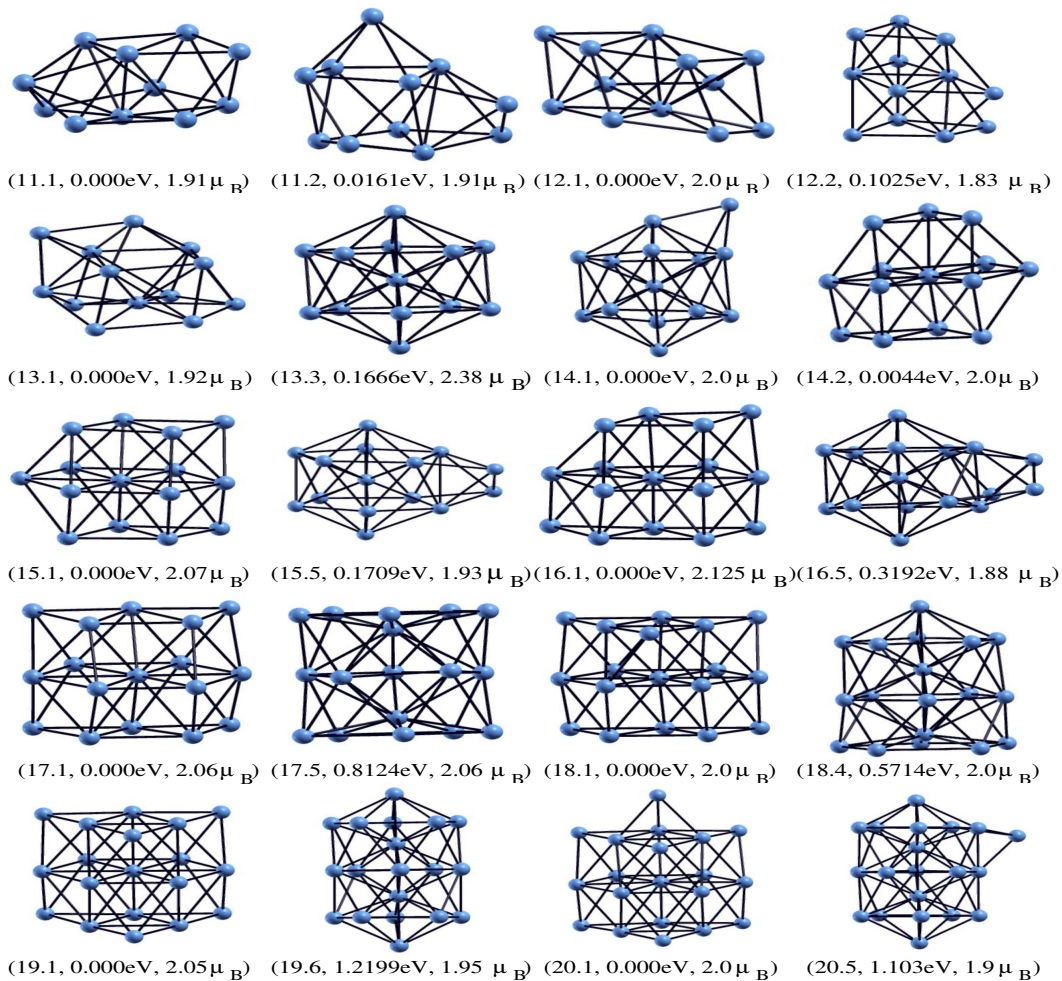 (11.1, 0.000eV, 1.91μ B) (11.2, 0.0161eV, 1.91μ B) (12.1, 0.000eV, 2.0μ B) (12.2, 0.1025eV, 1.83 μ B)
(13.1, 0.000eV, 1.92μ B) (13.3, 0.1666eV, 2.38 μ B) (14.1, 0.000eV, 2.0μ B) (14.2, 0.0044eV, 2.0μ B)
(15.1, 0.000eV, 2.07μ B) (15.5, 0.1709eV, 1.93 μ B) (16.1, 0.000eV, 2.125 μ B) (16.5, 0.3192eV, 1.88 μ B)
(17.1, 0.000eV, 2.06μ B) (17.5, 0.8124eV, 2.06 μ B) (18.1, 0.000eV, 2.0μ B) (18.4, 0.5714eV, 2.0μ B)
(19.1, 0.000eV, 2.05μ B) (19.6, 1.2199eV, 1.95 μ B) (20.1, 0.000eV, 2.0μ B) (20.5, 1.103eV, 1.9μ B)